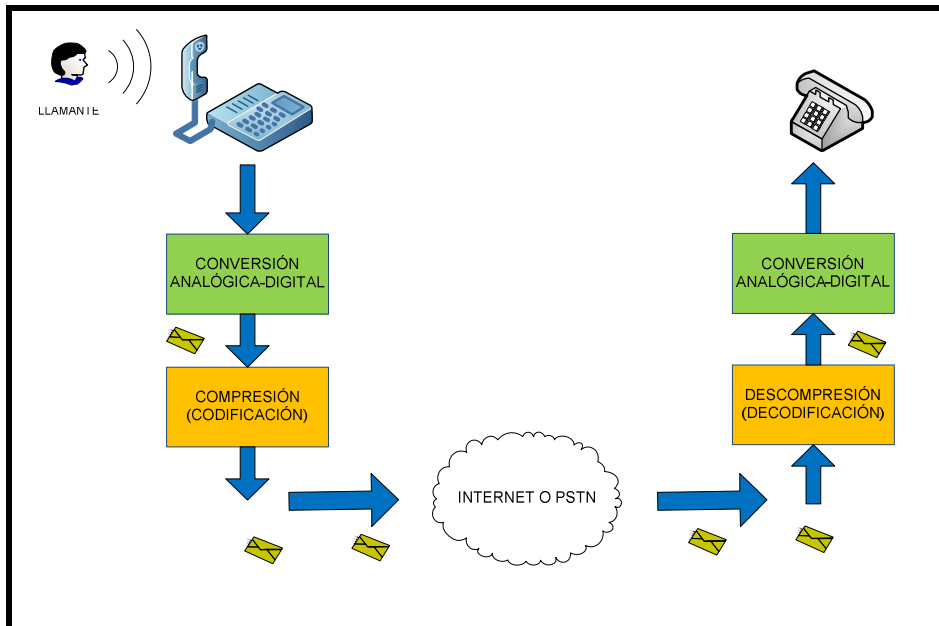 LLAMANTE
CONVERSIÓN
ANALÓGICA-DIGITAL
COMPRESIÓN
(CODIFICACIÓN)
INTERNET O PSTN
CONVERSIÓN
ANALÓGICA-DIGITAL
DESCOMPRESIÓN
(DECODIFICACIÓN)